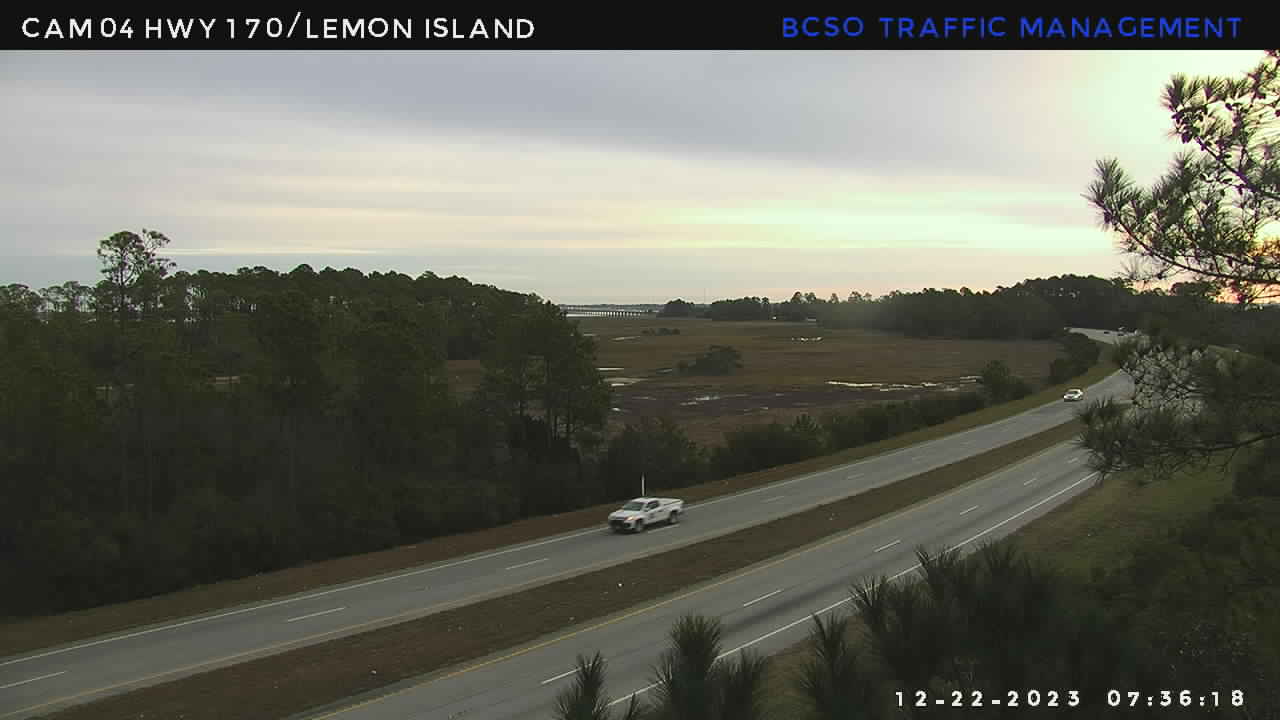 CAM04 HWY 170/LEMON ISLAND
BCSO TRAFFIC MANAGEMENT
12-22-2023 07:36:18